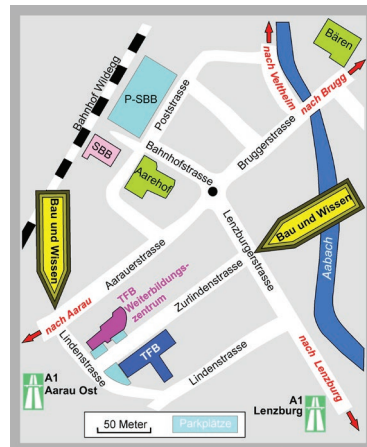 Bären
nach Veltheim
nach Brugg
Bahnhof Wildegg
P-SBB
Poststrasse
SBB
Bahnhofstrasse
Bruggerstrasse
Aarehof
Bau und Wissen
Bau und Wissen
Aarauerstrasse
Lenzburgerstrasse
Aabach
TFB
Weiterbildungs-
zentrum
Zurlindenstrasse
nach Aarau
Lindenstrasse
TFB
Lindenstrasse
nach Lenzburg
A1
Aarau Ost
A1
Lenzburg
50 Meter
Parkplätze